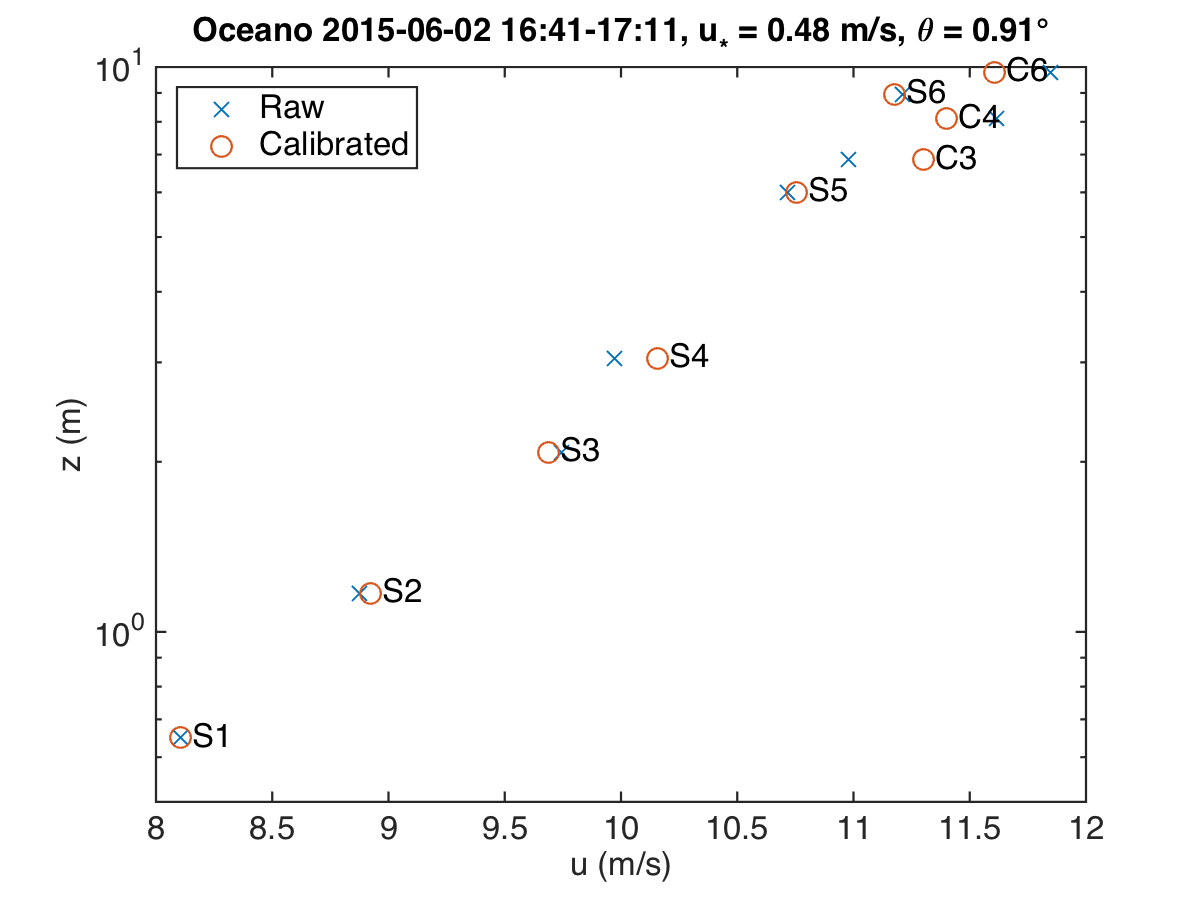 Oceano 2015-06-02 16:41-17:11, u* = 0.48 m/s, θ = 0.91°
10^1
Raw
Calibrated
C6
S6
C4
C3
S5
S4
z (m)
S3
S2
10^0
S1
8 8.5 9 9.5 10 10.5 11 11.5 12
u (m/s)